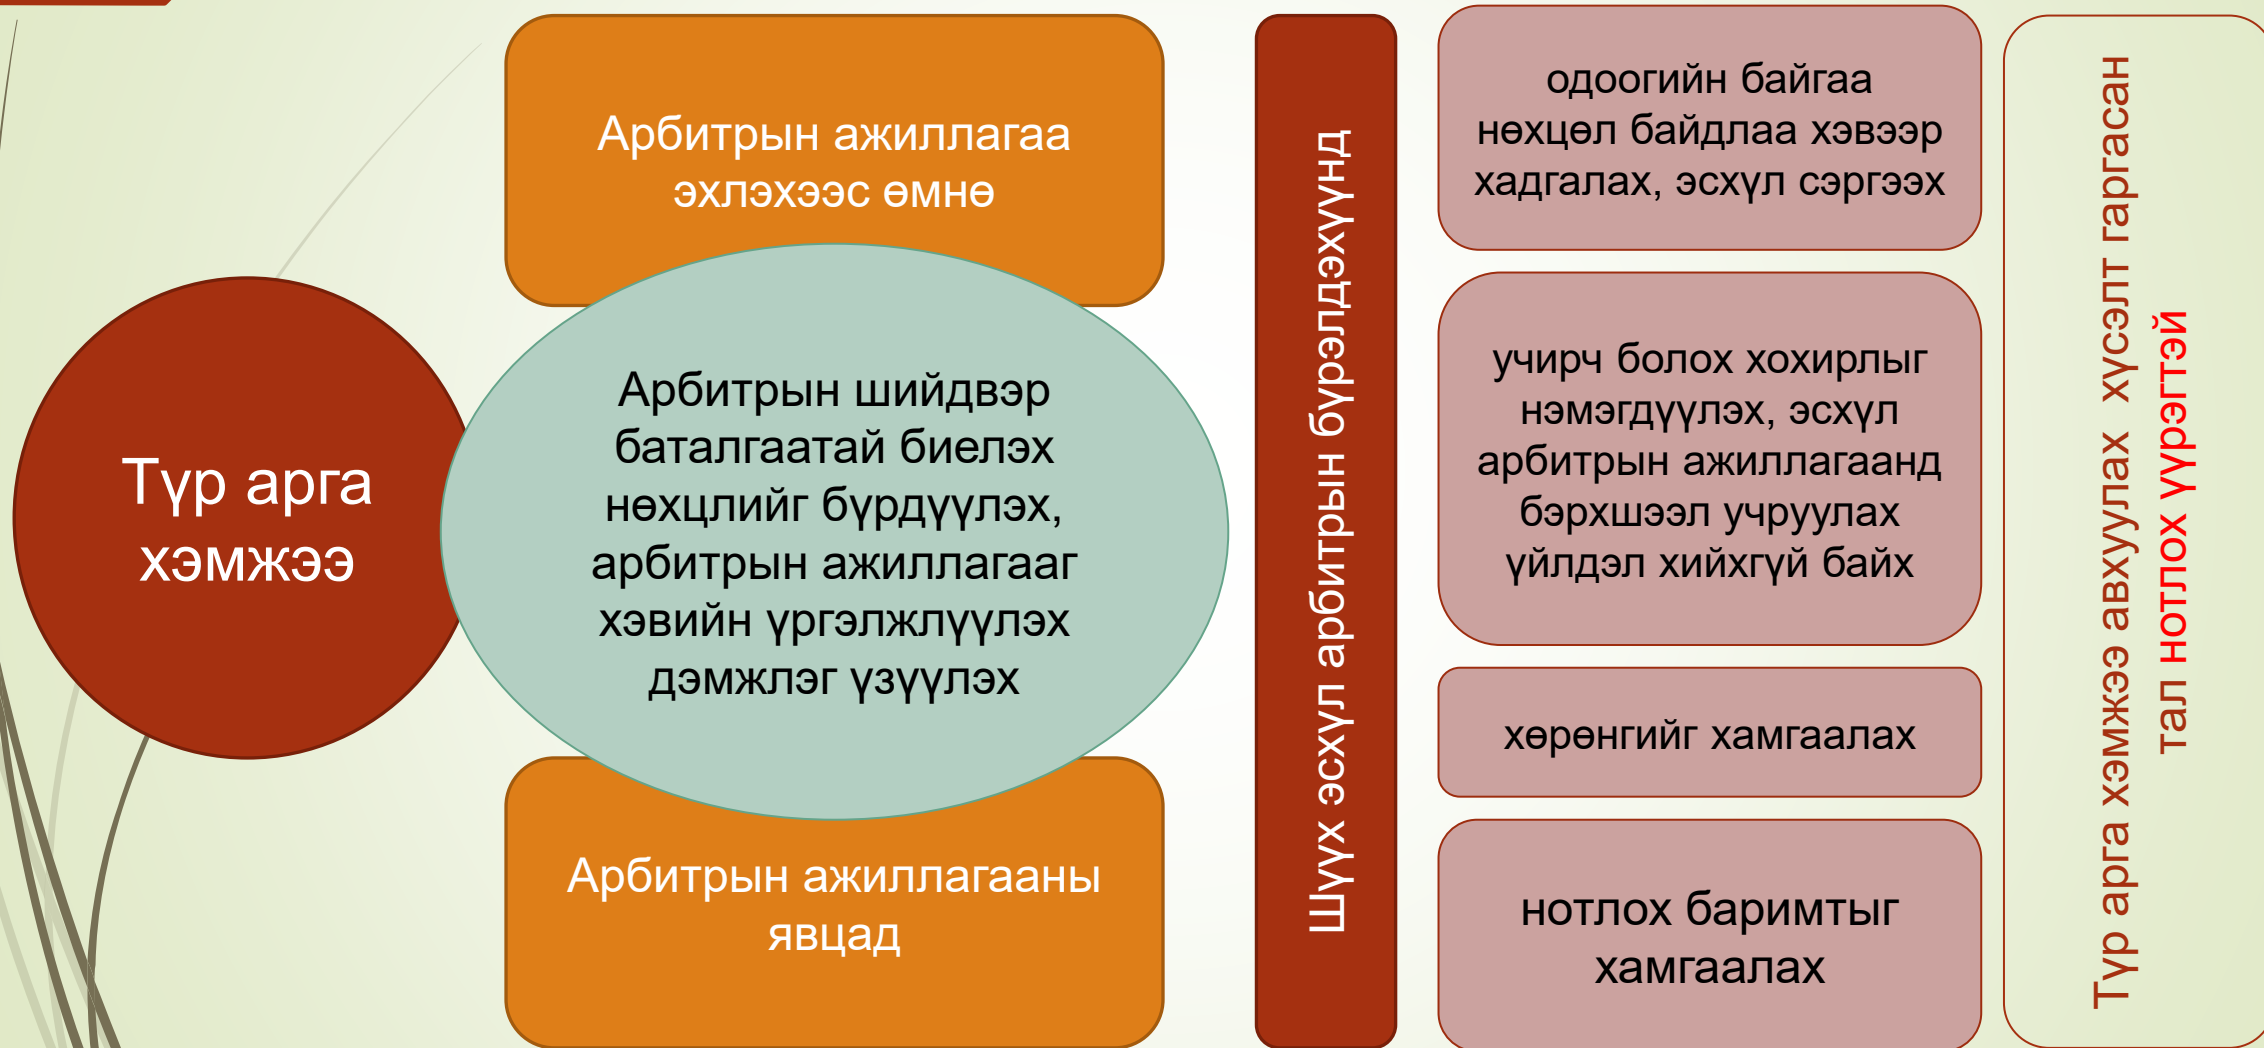 Түр арга
хэмжээ
Арбитрын ажиллагаа
эхлэхээс өмнө
Арбитрын шийдвэр
баталгаатай биелэх
нөхцлийг бүрдүүлэх,
арбитрын ажиллагааг
хэвийн үргэлжлүүлэх
дэмжлэг үзүүлэх
Арбитрын ажиллагааны
явцад
Шүүх эсхүл арбитрын бүрэлдехүүнд
одоогийн байгаа
нөхцөл байдлаа хэвээр
хадгалах, эсхүл сэргээх
учирч болох хохирлыг
нэмэгдүүлэх, эсхүл
арбитрын ажиллагаанд
бэрхшээл учруулах
үйлдэл хийхгүй байх
хөрөнгийг хамгаалах
нотлох баримтыг
хамгаалах
Түр арга хэмжээ авхуулах хүсэлт гаргасан
тал нотлох үүрэгтэй